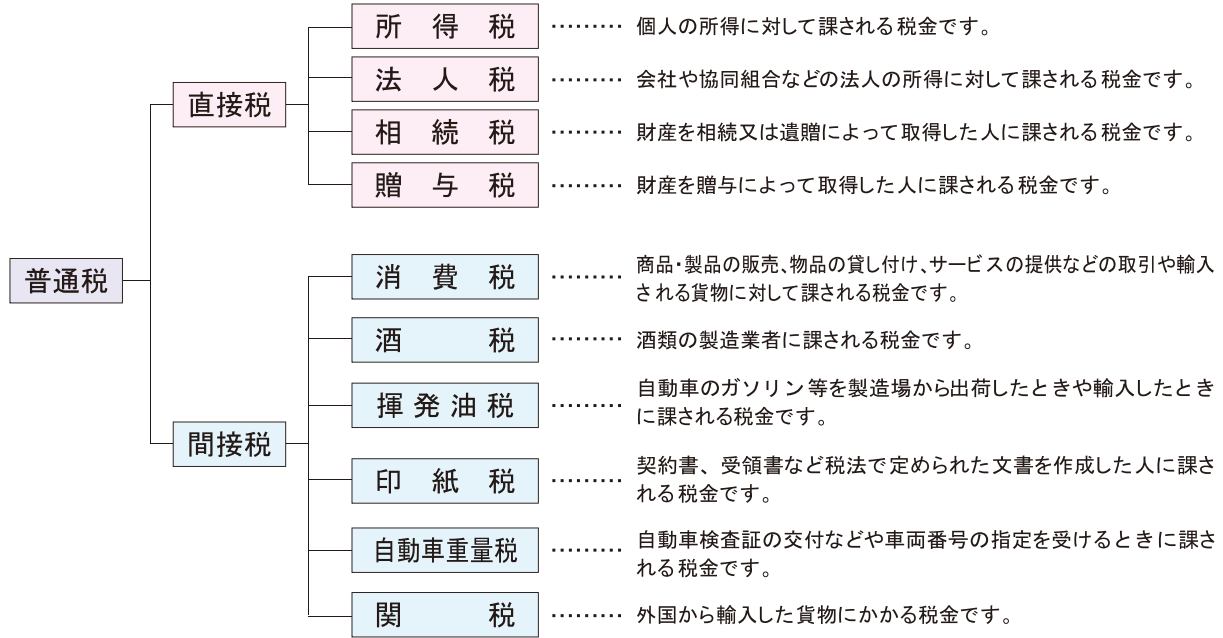 普通税
直接税
所得税 ……… 個人の所得に対して課される税金です。
法人税 ……… 会社や協同組合などの法人の所得に対して課される税金です。
相続税 ……… 財産を相続又は遺贈によって取得した人に課される税金です。
贈与税 ……… 財産を贈与によって取得した人に課される税金です。
間接税
消費税 ……… 商品・製品の販売、物品の貸し付け、サービスの提供などの取引や輸入
される貨物に対して課される税金です。
酒税 ……… 酒類の製造業者に課される税金です。
揮発油税 ……… 自動車のガソリン等を製造場から出荷したときや輸入したとき
に課される税金です。
印紙税 ……… 契約書、受領書など税法で定められた文書を作成した人に課さ
れる税金です。
自動車重量税 ……… 自動車検査証の交付などや車両番号の指定を受けるときに課さ
れる税金です。
関税 ……… 外国から輸入した貨物にかかる税金です。